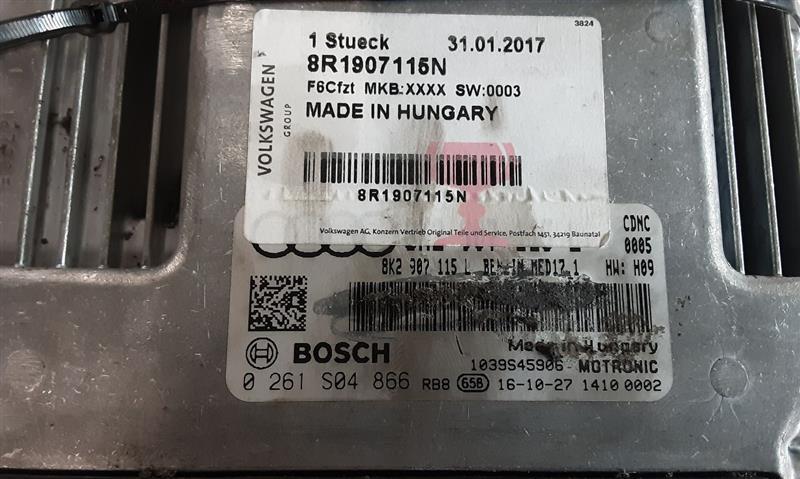 3824
1 Stueck 31.01.2017
8R1907115N
F6Cfzt MKB:XXXX SW:0003
MADE IN HUNGARY
VOLKSWAGEN
GROUP
8R1907115N
Volkswagen AG, Konzern Vertrieb Original Teile und Service, Postfach 1451, 34219 Baunatal
CDNC
0005
8K2 907 115 L MED17.1 HW: H09
BOSCH
Made in Hungary
1039S45906 MOTRONIC
0 261 S04 866 RB8 65B 16-10-27 1410 0002